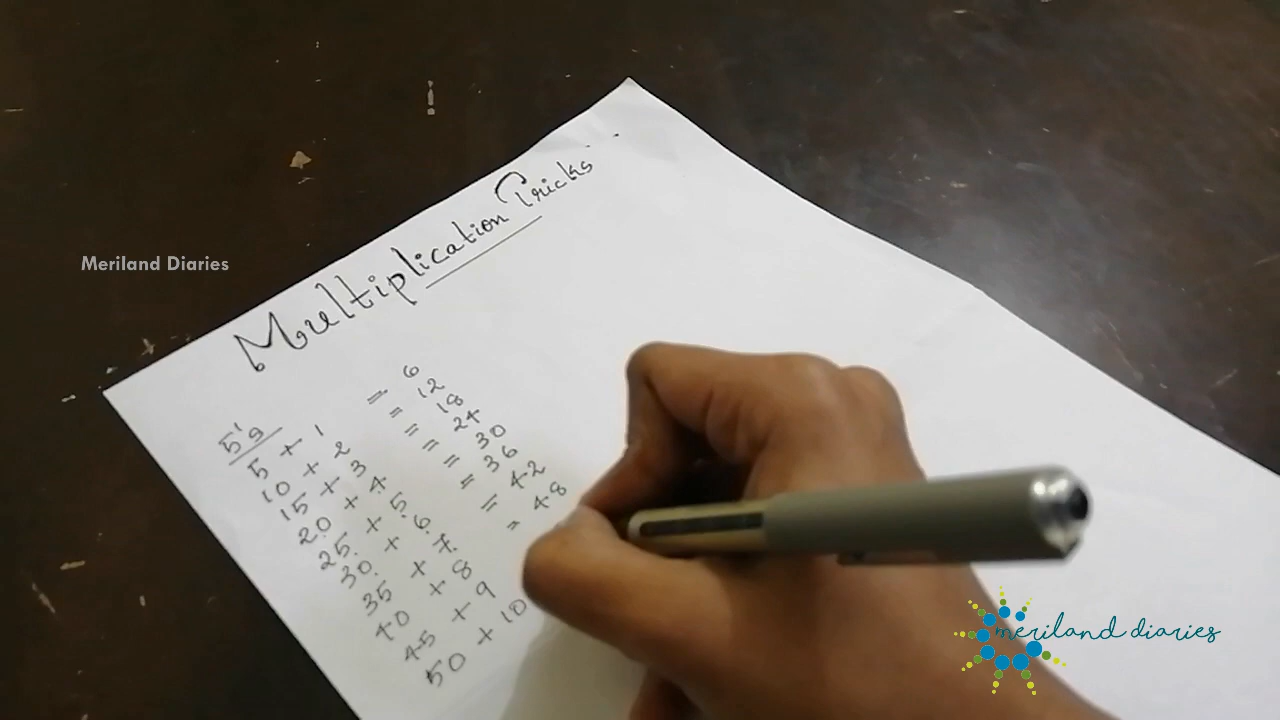 Multiplication Tricks
Meriland Diaries
5's
5 + 1 = 6
10 + 2 = 12
15 + 3 = 18
20 + 4 = 24
25 + 5 = 30
30 + 6 = 36
35 + 7 = 42
40 + 8 = 48
45 + 9
50 + 10
meriland diaries